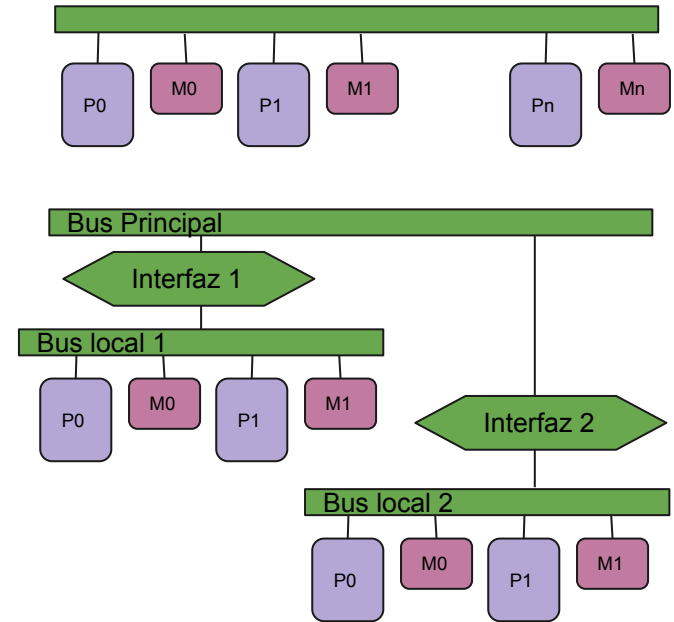 P0
M0
P1
M1
Pn
Mn
Bus Principal
Interfaz 1
Bus local 1
P0
M0
P1
M1
Interfaz 2
Bus local 2
P0
M0
P1
M1